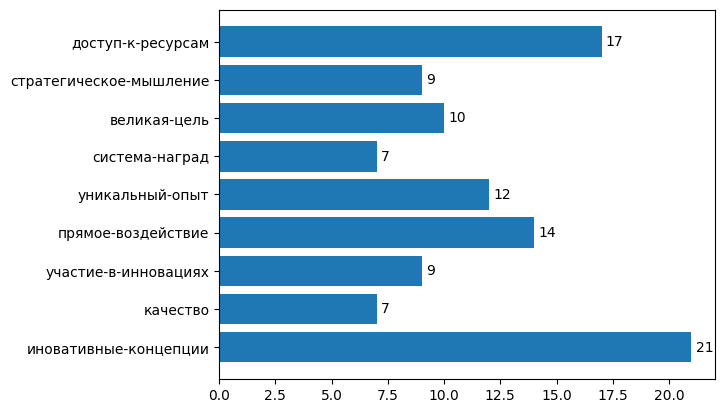 доступ-к-ресурсам 17
стратегическое-мышление 9
великая-цель 10
система-наград 7
уникальный-опыт 12
прямое-воздействие 14
участие-в-инновациях 9
качество 7
иновативные-концепции 21
0.0 2.5 5.0 7.5 10.0 12.5 15.0 17.5 20.0